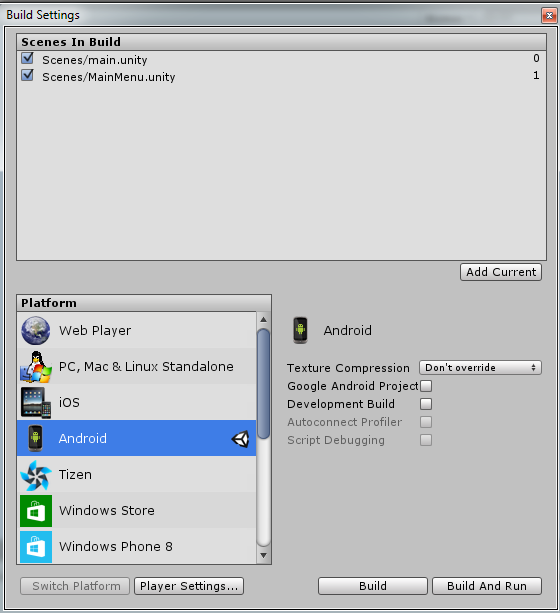 Build Settings
Scenes In Build
Scenes/main.unity 0
Scenes/MainMenu.unity 1
Add Current
Platform
Web Player
PC, Mac & Linux Standalone
iOS
Android
Tizen
Windows Store
Windows Phone 8
Android
Texture Compression Don't override
Google Android Project
Development Build
Autoconnect Profiler
Script Debugging
Switch Platform Player Settings... Build Build And Run